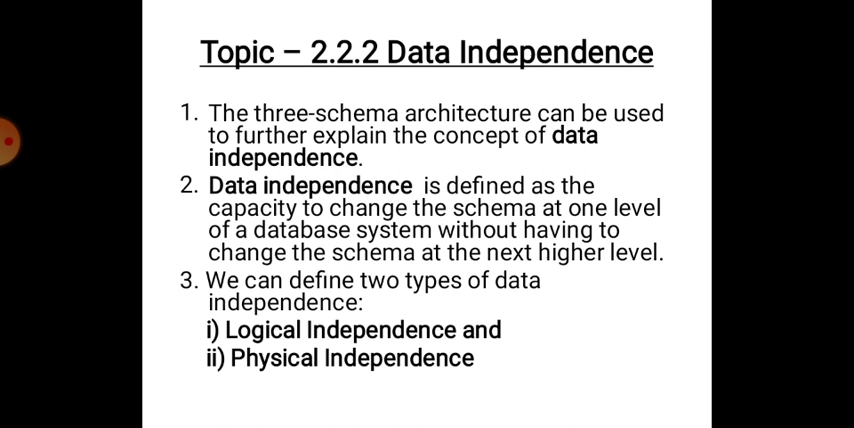 Topic – 2.2.2 Data Independence
1. The three-schema architecture can be used
to further explain the concept of data
independence.
2. Data independence is defined as the
capacity to change the schema at one level
of a database system without having to
change the schema at the next higher level.
3. We can define two types of data
independence:
i) Logical Independence and
ii) Physical Independence